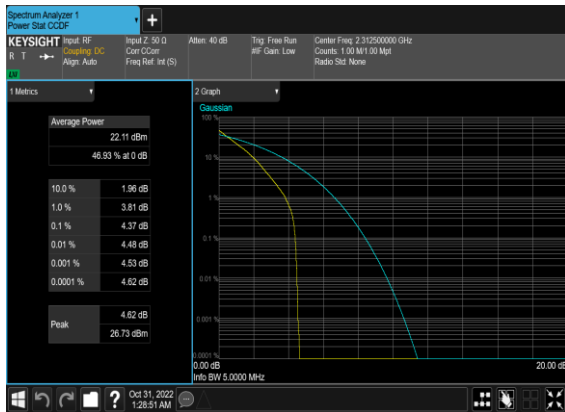 Spectrum Analyzer 1
Power Stat CCDF
+
KEYSIGHT
R T
LV
Input: RF
Coupling: DC
Align: Auto
Input Z: 50 Ω
Corr CCorr
Freq Ref: Int (S)
Atten: 40 dB
Trig: Free Run
#IF Gain: Low
Center Freq: 2.312500000 GHz
Counts: 1.00 M/1.00 Mpt
Radio Std: None
1 Metrics
Average Power
22.11 dBm
46.93 % at 0 dB
10.0 % 1.96 dB
1.0 % 3.81 dB
0.1 % 4.37 dB
0.01 % 4.48 dB
0.001 % 4.53 dB
0.0001 % 4.62 dB
Peak
4.62 dB
26.73 dBm
2 Graph
Gaussian
100 %
10 %
1 %
0.1 %
0.01 %
0.001 %
0.0001 %
0.00 dB 20.00 dB
Info BW 5.0000 MHz
?
Oct 31, 2022
1:28:51 AM